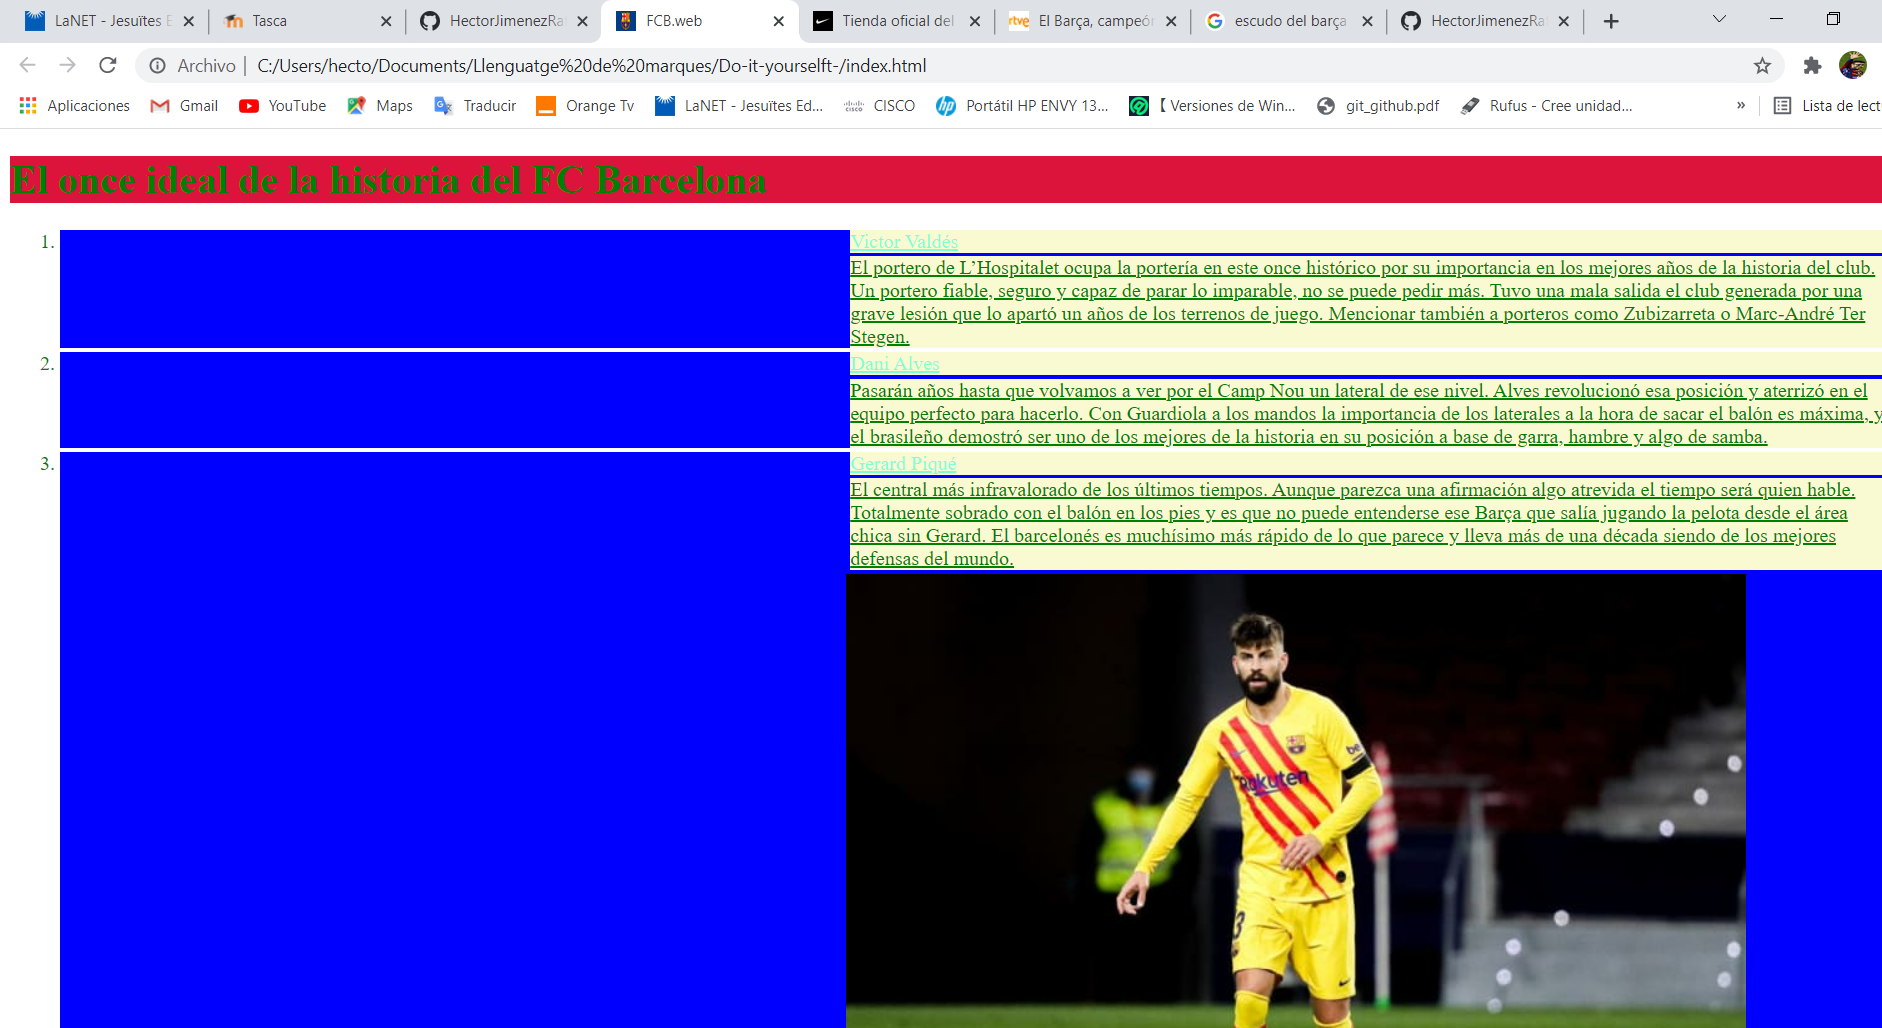 LaNET - Jesuïtes E
Tasca
HectorJimenezRa
FCB.web
Tienda oficial del
El Barça, campeón
escudo del barça
HectorJimenezRa
Archivo
C:/Users/hecto/Documents/Llenguatge%20de%20marques/Do-it-yourselft-/index.html
Aplicaciones
Gmail
YouTube
Maps
Traducir
Orange Tv
LaNET - Jesuïtes Ed...
CISCO
Portátil HP ENVY 13...
【 Versiones de Win...
git_github.pdf
Rufus - Cree unidad...
»
Lista de lect
El once ideal de la historia del FC Barcelona
1. Victor Valdés
El portero de L’Hospitalet ocupa la portería en este once histórico por su importancia en los mejores años de la historia del club.
Un portero fiable, seguro y capaz de parar lo imparable, no se puede pedir más. Tuvo una mala salida el club generada por una
grave lesión que lo apartó un años de los terrenos de juego. Mencionar también a porteros como Zubizarreta o Marc-André Ter
Stegen.
2. Dani Alves
Pasarán años hasta que volvamos a ver por el Camp Nou un lateral de ese nivel. Alves revolucionó esa posición y aterrizó en el
equipo perfecto para hacerlo. Con Guardiola a los mandos la importancia de los laterales a la hora de sacar el balón es máxima, y
el brasileño demostró ser uno de los mejores de la historia en su posición a base de garra, hambre y algo de samba.
3. Gerard Piqué
El central más infravalorado de los últimos tiempos. Aunque parezca una afirmación algo atrevida el tiempo será quien hable.
Totalmente sobrado con el balón en los pies y es que no puede entenderse ese Barça que salía jugando la pelota desde el área
chica sin Gerard. El barcelonés es muchísimo más rápido de lo que parece y lleva más de una década siendo de los mejores
defensas del mundo.
Rakuten
3